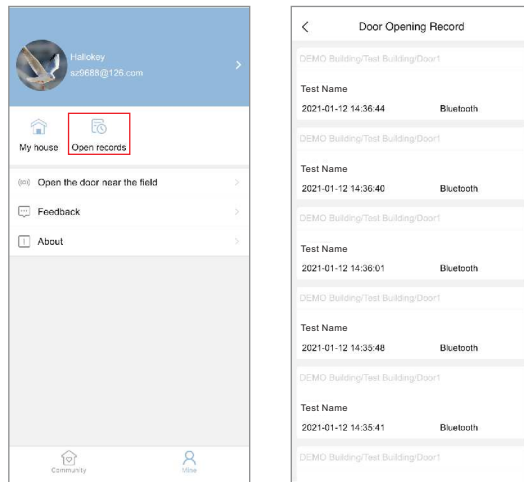 Hallokey
sz9688@126.com
My house
Open records
Open the door near the field
Feedback
About
Community
Mine
Door Opening Record
DEMO Building/Test Building/Door1
Test Name
2021-01-12 14:36:44 Bluetooth
DEMO Building/Test Building/Door1
Test Name
2021-01-12 14:36:40 Bluetooth
DEMO Building/Test Building/Door1
Test Name
2021-01-12 14:36:01 Bluetooth
DEMO Building/Test Building/Door1
Test Name
2021-01-12 14:35:48 Bluetooth
DEMO Building/Test Building/Door1
Test Name
2021-01-12 14:35:41 Bluetooth
DEMO Building/Test Building/Door1